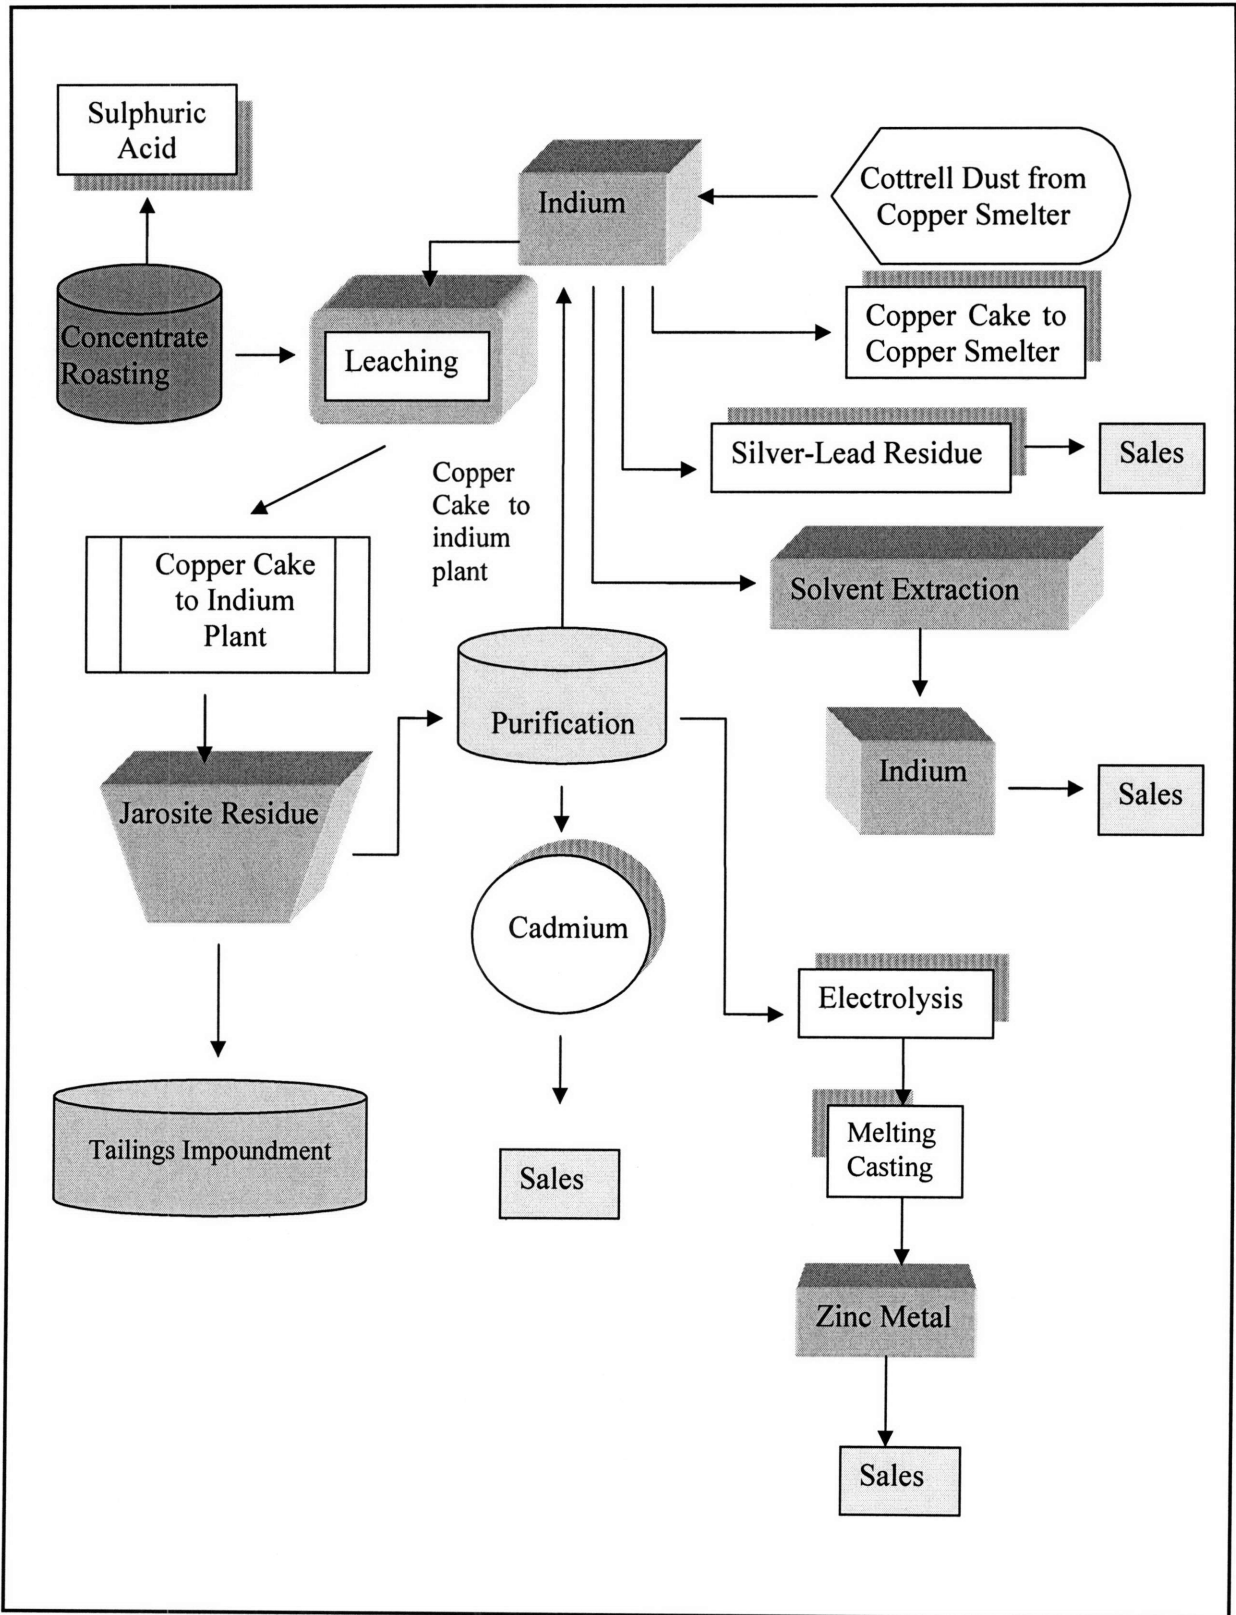 Sulphuric
Acid
Indium
Cottrell Dust from
Copper Smelter
Concentrate
Roasting
Leaching
Copper Cake to
Copper Smelter
Silver-Lead Residue
Sales
Copper
Cake to
indium
plant
Copper Cake
to Indium
Plant
Solvent Extraction
Purification
Indium
Sales
Jarosite Residue
Cadmium
Electrolysis
Tailings Impoundment
Sales
Melting
Casting
Zinc Metal
Sales